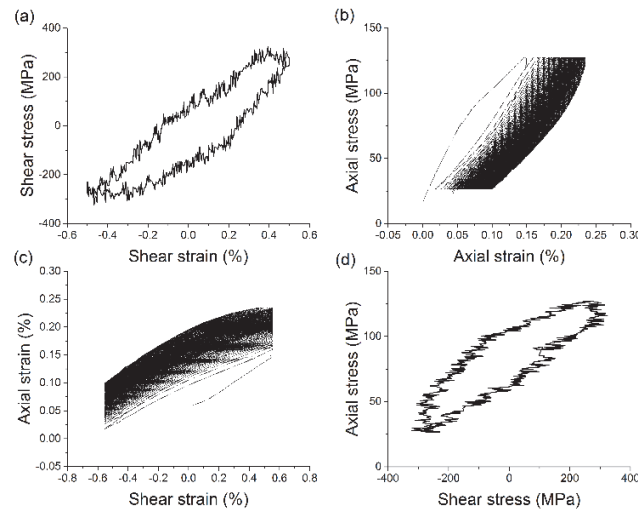 (a)
400
200
0
-200
-400
Shear stress (MPa)
-0.6 -0.4 -0.2 0.0 0.2 0.4 0.6
Shear strain (%)
(b)
150
100
50
0
Axial stress (MPa)
-0.05 0.00 0.05 0.10 0.15 0.20 0.25 0.30
Axial strain (%)
(c)
0.30
0.25
0.20
0.15
0.10
0.05
0.00
-0.05
Axial strain (%)
-0.8 -0.6 -0.4 -0.2 0.0 0.2 0.4 0.6 0.8
Shear strain (%)
(d)
150
100
50
0
Axial stress (MPa)
-400 -200 0 200 400
Shear stress (MPa)